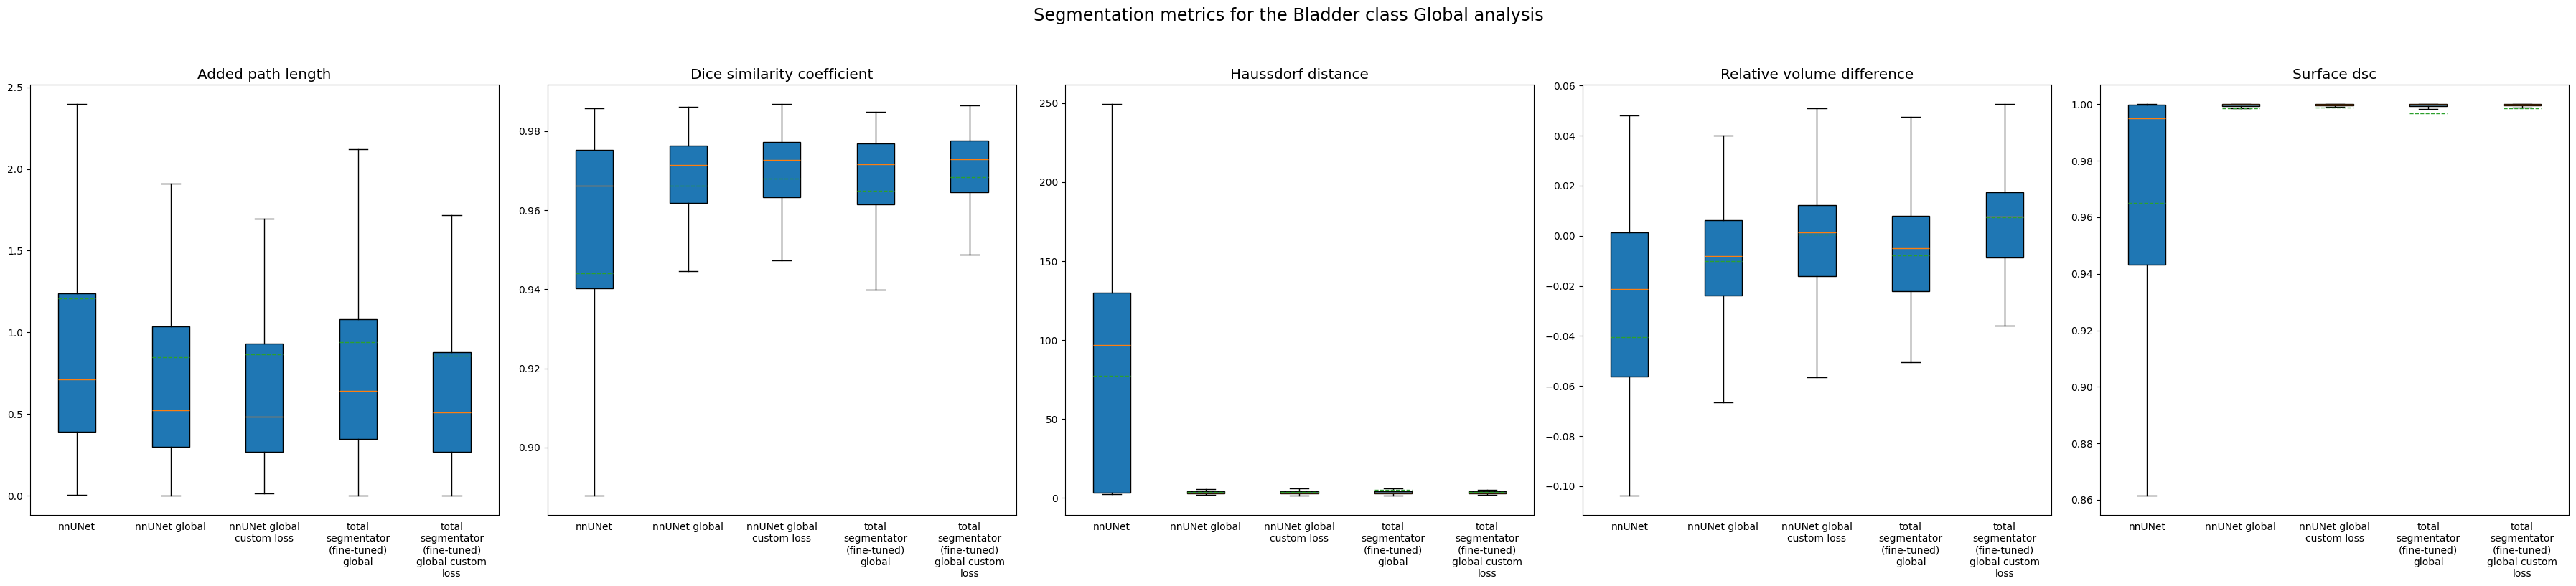 Segmentation metrics for the Bladder class Global analysis
Added path length
2.5
2.0
1.5
1.0
0.5
0.0
nnUNet
nnUNet global
nnUNet global
custom loss
total
segmentator
(fine-tuned)
global
total
segmentator
(fine-tuned)
global custom
loss
Dice similarity coefficient
0.98
0.96
0.94
0.92
0.90
nnUNet
nnUNet global
nnUNet global
custom loss
total
segmentator
(fine-tuned)
global
total
segmentator
(fine-tuned)
global custom
loss
Haussdorf distance
250
200
150
100
50
0
nnUNet
nnUNet global
nnUNet global
custom loss
total
segmentator
(fine-tuned)
global
total
segmentator
(fine-tuned)
global custom
loss
Relative volume difference
0.06
0.04
0.02
0.00
−0.02
−0.04
−0.06
−0.08
−0.10
nnUNet
nnUNet global
nnUNet global
custom loss
total
segmentator
(fine-tuned)
global
total
segmentator
(fine-tuned)
global custom
loss
Surface dsc
1.00
0.98
0.96
0.94
0.92
0.90
0.88
0.86
nnUNet
nnUNet global
nnUNet global
custom loss
total
segmentator
(fine-tuned)
global
total
segmentator
(fine-tuned)
global custom
loss